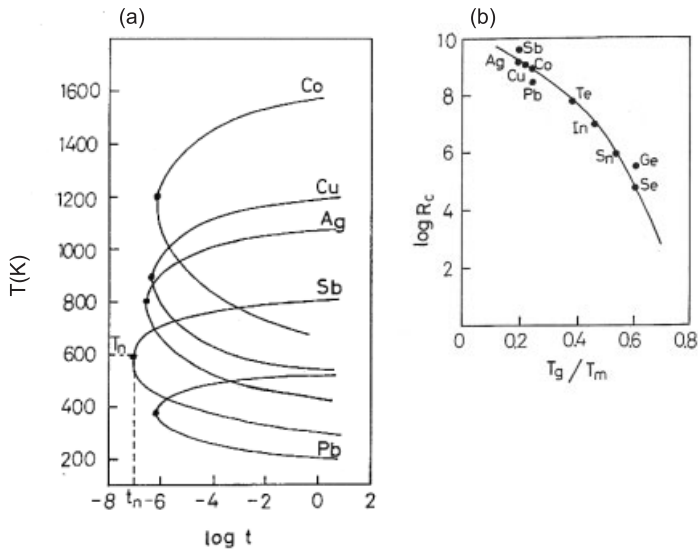 (a)
T(K)
1600
1400
1200
1000
800
600
400
200
Co
Cu
Ag
Sb
Tn
Pb
-8
tn
-6
-4
-2
0
2
log t
(b)
log Rc
10
8
6
4
2
0
Sb
Ag
Co
Cu
Pb
Te
In
Sn
Ge
Se
0.2
0.4
0.6
0.8
Tg/Tm